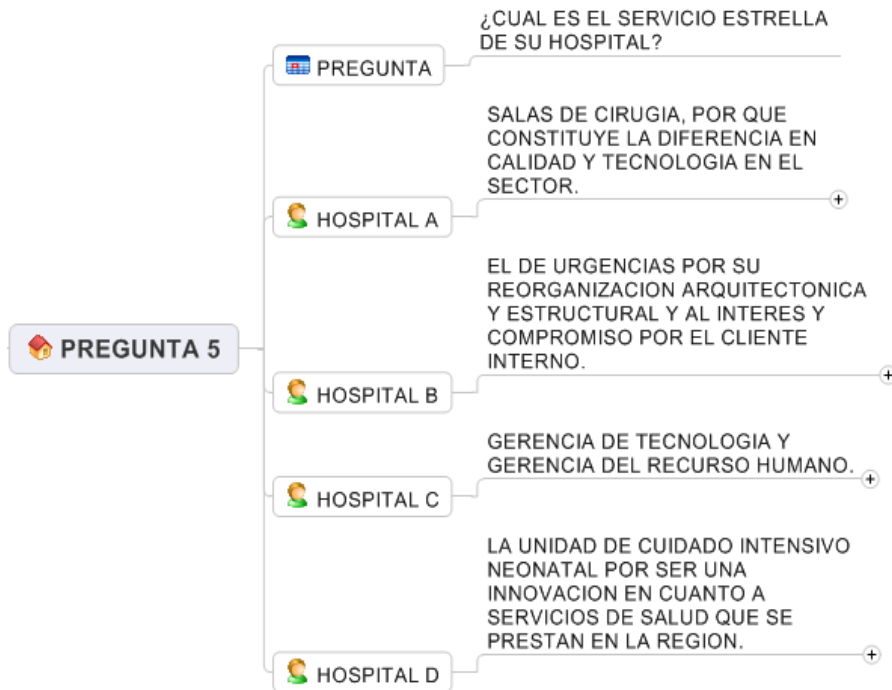 ¿CUAL ES EL SERVICIO ESTRELLA
DE SU HOSPITAL?
PREGUNTA
SALAS DE CIRUGIA, POR QUE
CONSTITUYE LA DIFERENCIA EN
CALIDAD Y TECNOLOGIA EN EL
SECTOR.
HOSPITAL A
EL DE URGENCIAS POR SU
REORGANIZACION ARQUITECTONICA
Y ESTRUCTURAL Y AL INTERES Y
COMPROMISO POR EL CLIENTE
INTERNO.
PREGUNTA 5
HOSPITAL B
GERENCIA DE TECNOLOGIA Y
GERENCIA DEL RECURSO HUMANO.
HOSPITAL C
LA UNIDAD DE CUIDADO INTENSIVO
NEONATAL POR SER UNA
INNOVACION EN CUANTO A
SERVICIOS DE SALUD QUE SE
PRESTAN EN LA REGION.
HOSPITAL D